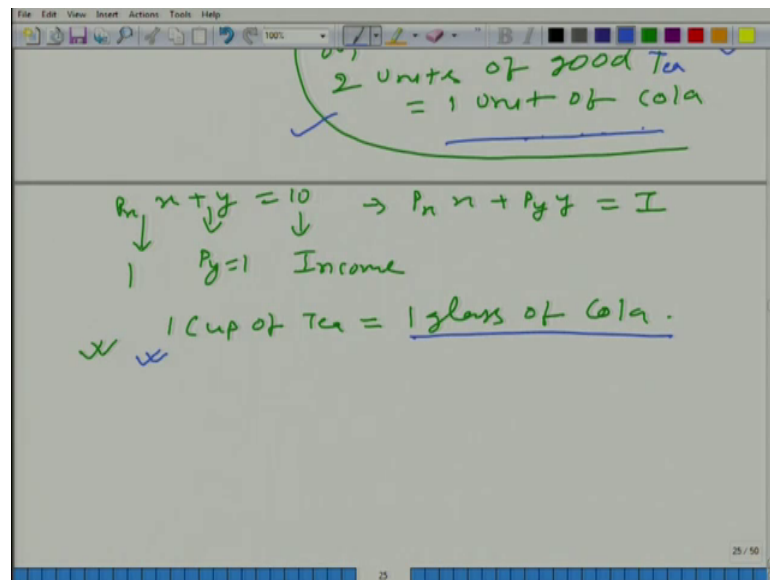 File Edit View Insert Actions Tools Help
100%
2 units of good Tea
= 1 unit of cola
Pn x + y = 10 → Pn x + Py y = I
1 Py=1 Income
1 Cup of Tea = 1 glass of Cola.
25 / 50
25